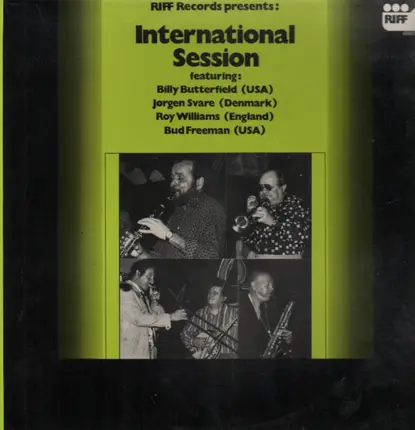 RIFF Records presents:
RIFF
International
Session
featuring:
Billy Butterfield (USA)
Jørgen Svare (Denmark)
Roy Williams (England)
Bud Freeman (USA)